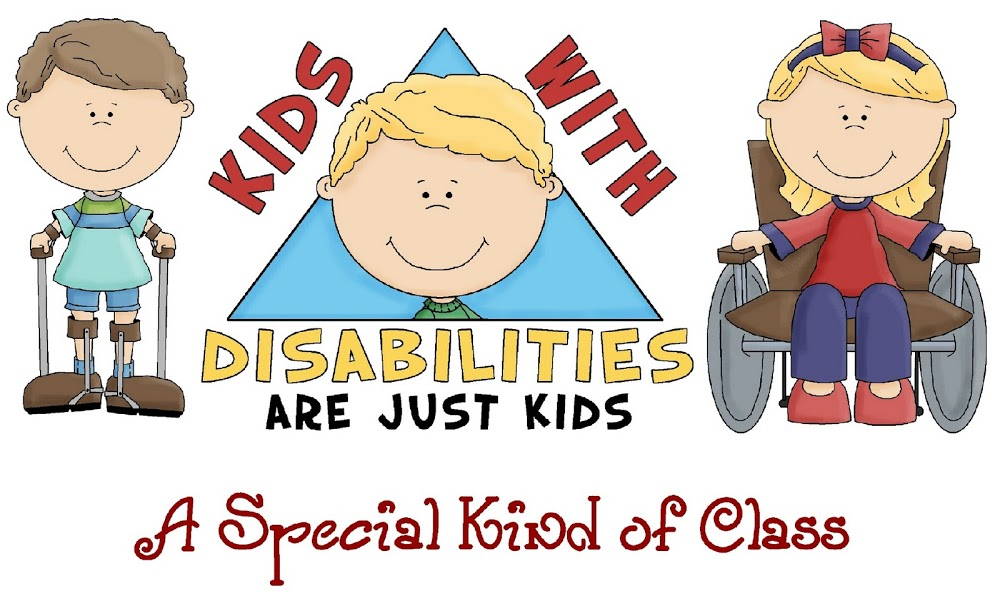 KIDS WITH
DISABILITIES
ARE JUST KIDS
A Special Kind of Class